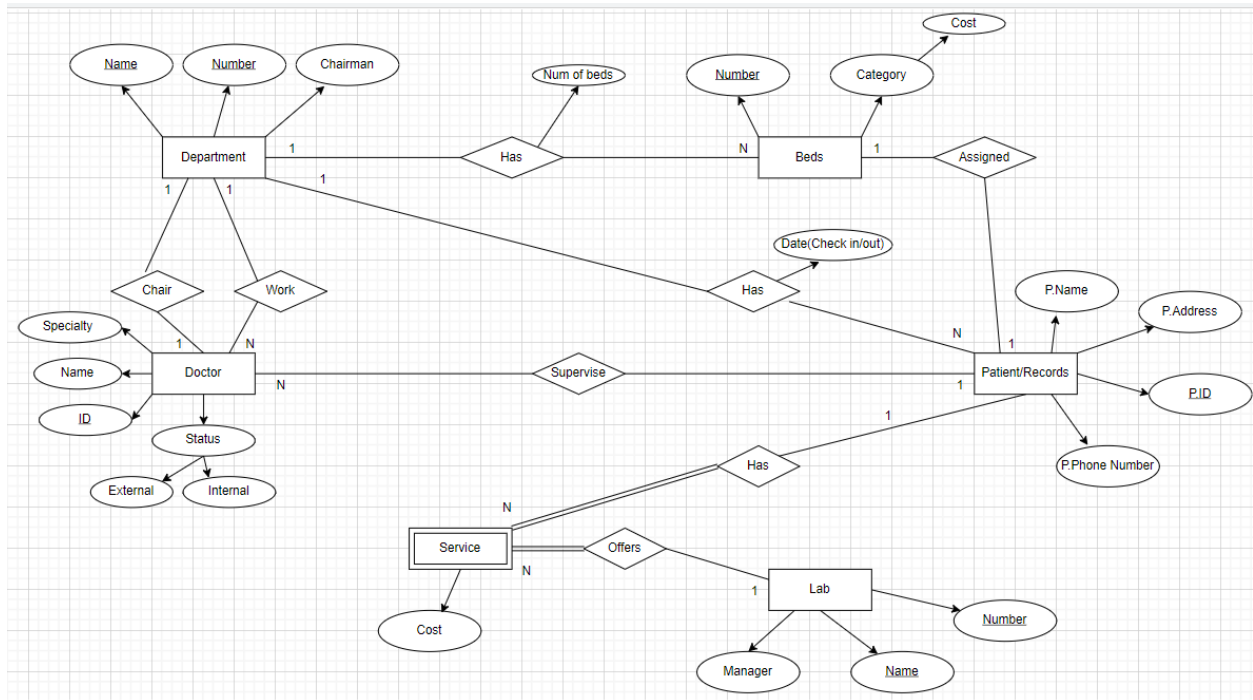 Cost
Name
Number
Chairman
Num of beds
Number
Category
Department
1
Has
N
Beds
1
Assigned
1
1
1
Date(Check in/out)
Chair
Work
Has
P.Name
P.Address
Specialty
1
N
N
1
Name
Doctor
N
Supervise
1
Patient/Records
P.ID
ID
1
Status
Has
P.Phone Number
External
Internal
N
Service
Offers
N
1
Lab
Cost
Number
Manager
Name